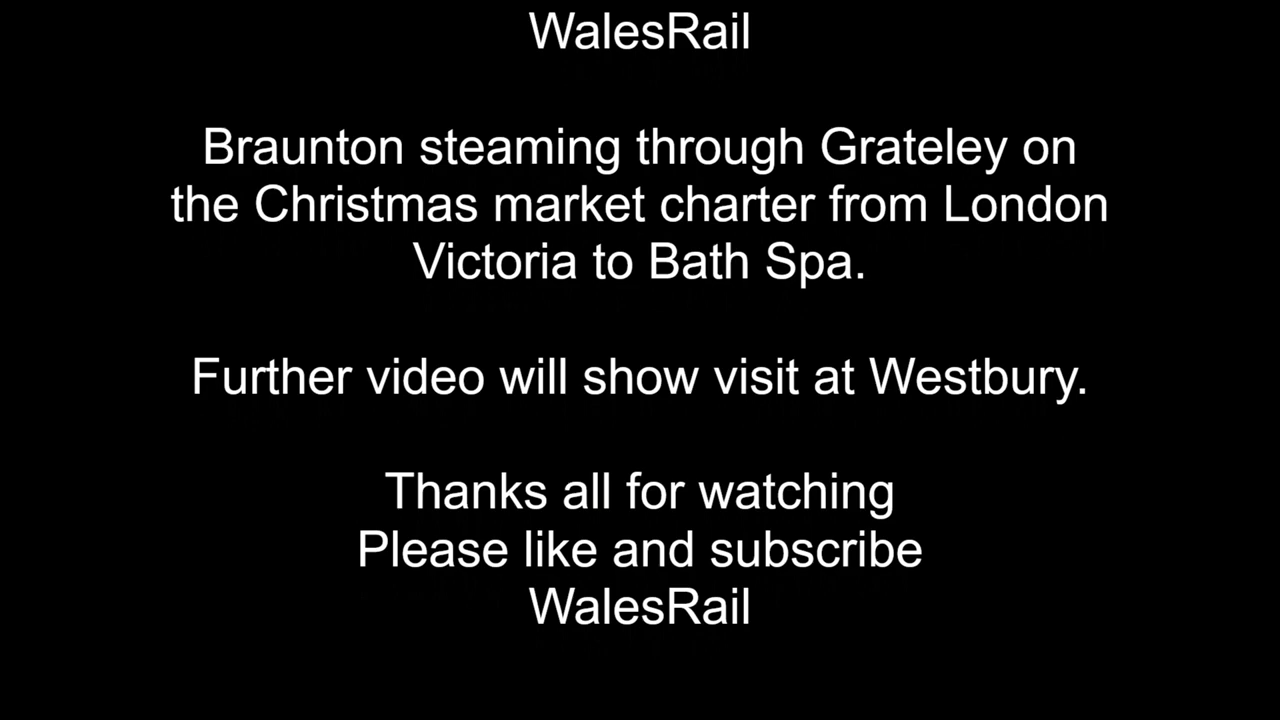 WalesRail
Braunton steaming through Grateley on
the Christmas market charter from London
Victoria to Bath Spa.
Further video will show visit at Westbury.
Thanks all for watching
Please like and subscribe
WalesRail